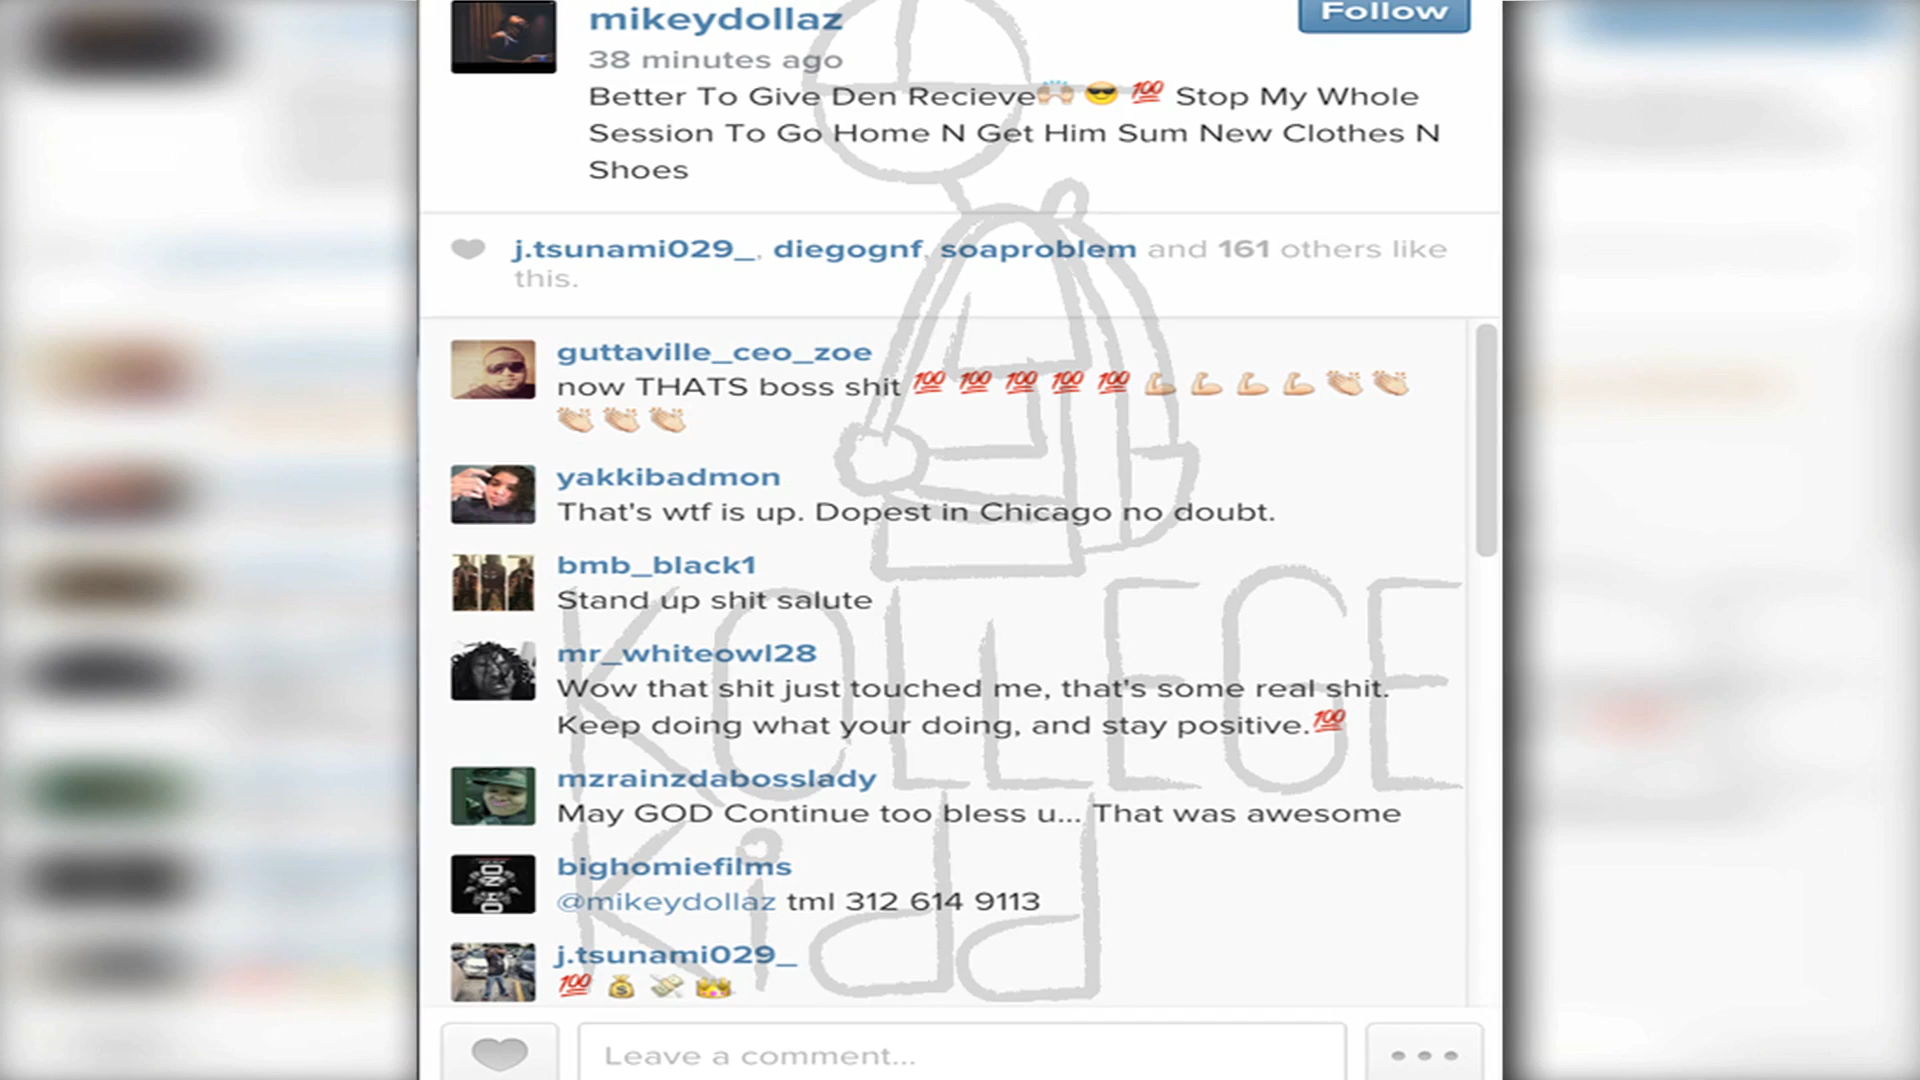 mikeydollaz
Follow
38 minutes ago
Better To Give Den Recieve🙌😎 💯 Stop My Whole
Session To Go Home N Get Him Sum New Clothes N
Shoes
j.tsunami029_, diegognf, soaproblem and 161 others like
this.
guttaville_ceo_zoe
now THATS boss shit 💯 💯 💯 💯 💯 💪 💪 💪 💪 👏 👏
👏 👏 👏
yakkibadmon
That's wtf is up. Dopest in Chicago no doubt.
bmb_black1
Stand up shit salute
mr_whiteowl28
Wow that shit just touched me, that's some real shit.
Keep doing what your doing, and stay positive.💯
mzrainzdabosslady
May GOD Continue too bless u... That was awesome
bighomiefilms
@mikeydollaz tml 312 614 9113
j.tsunami029_
💯 💰 💸 👑
Leave a comment...
KOLLEGE
Kidd